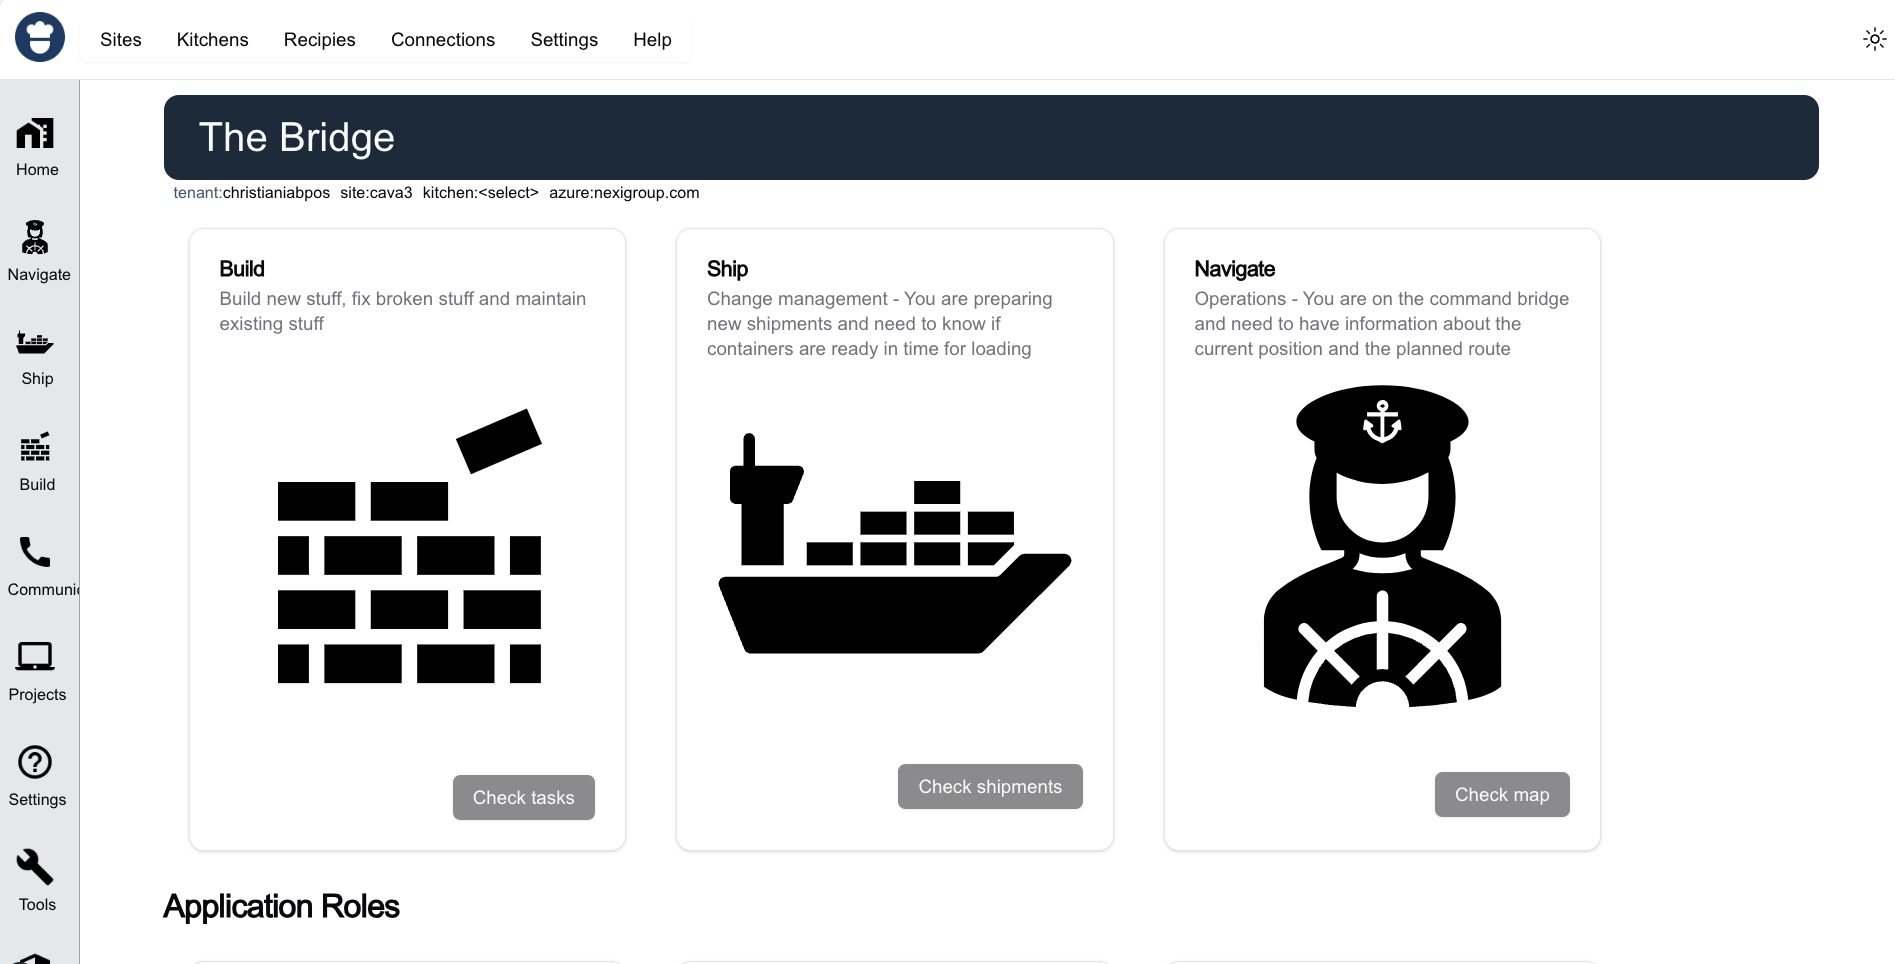 Sites Kitchens Recipies Connections Settings Help
Home
Navigate
Ship
Build
Communic
Projects
Settings
Tools
The Bridge
tenant:christianiabpos site:cava3 kitchen:<select> azure:nexigroup.com
Build
Build new stuff, fix broken stuff and maintain
existing stuff
Check tasks
Ship
Change management - You are preparing
new shipments and need to know if
containers are ready in time for loading
Check shipments
Navigate
Operations - You are on the command bridge
and need to have information about the
current position and the planned route
Check map
Application Roles